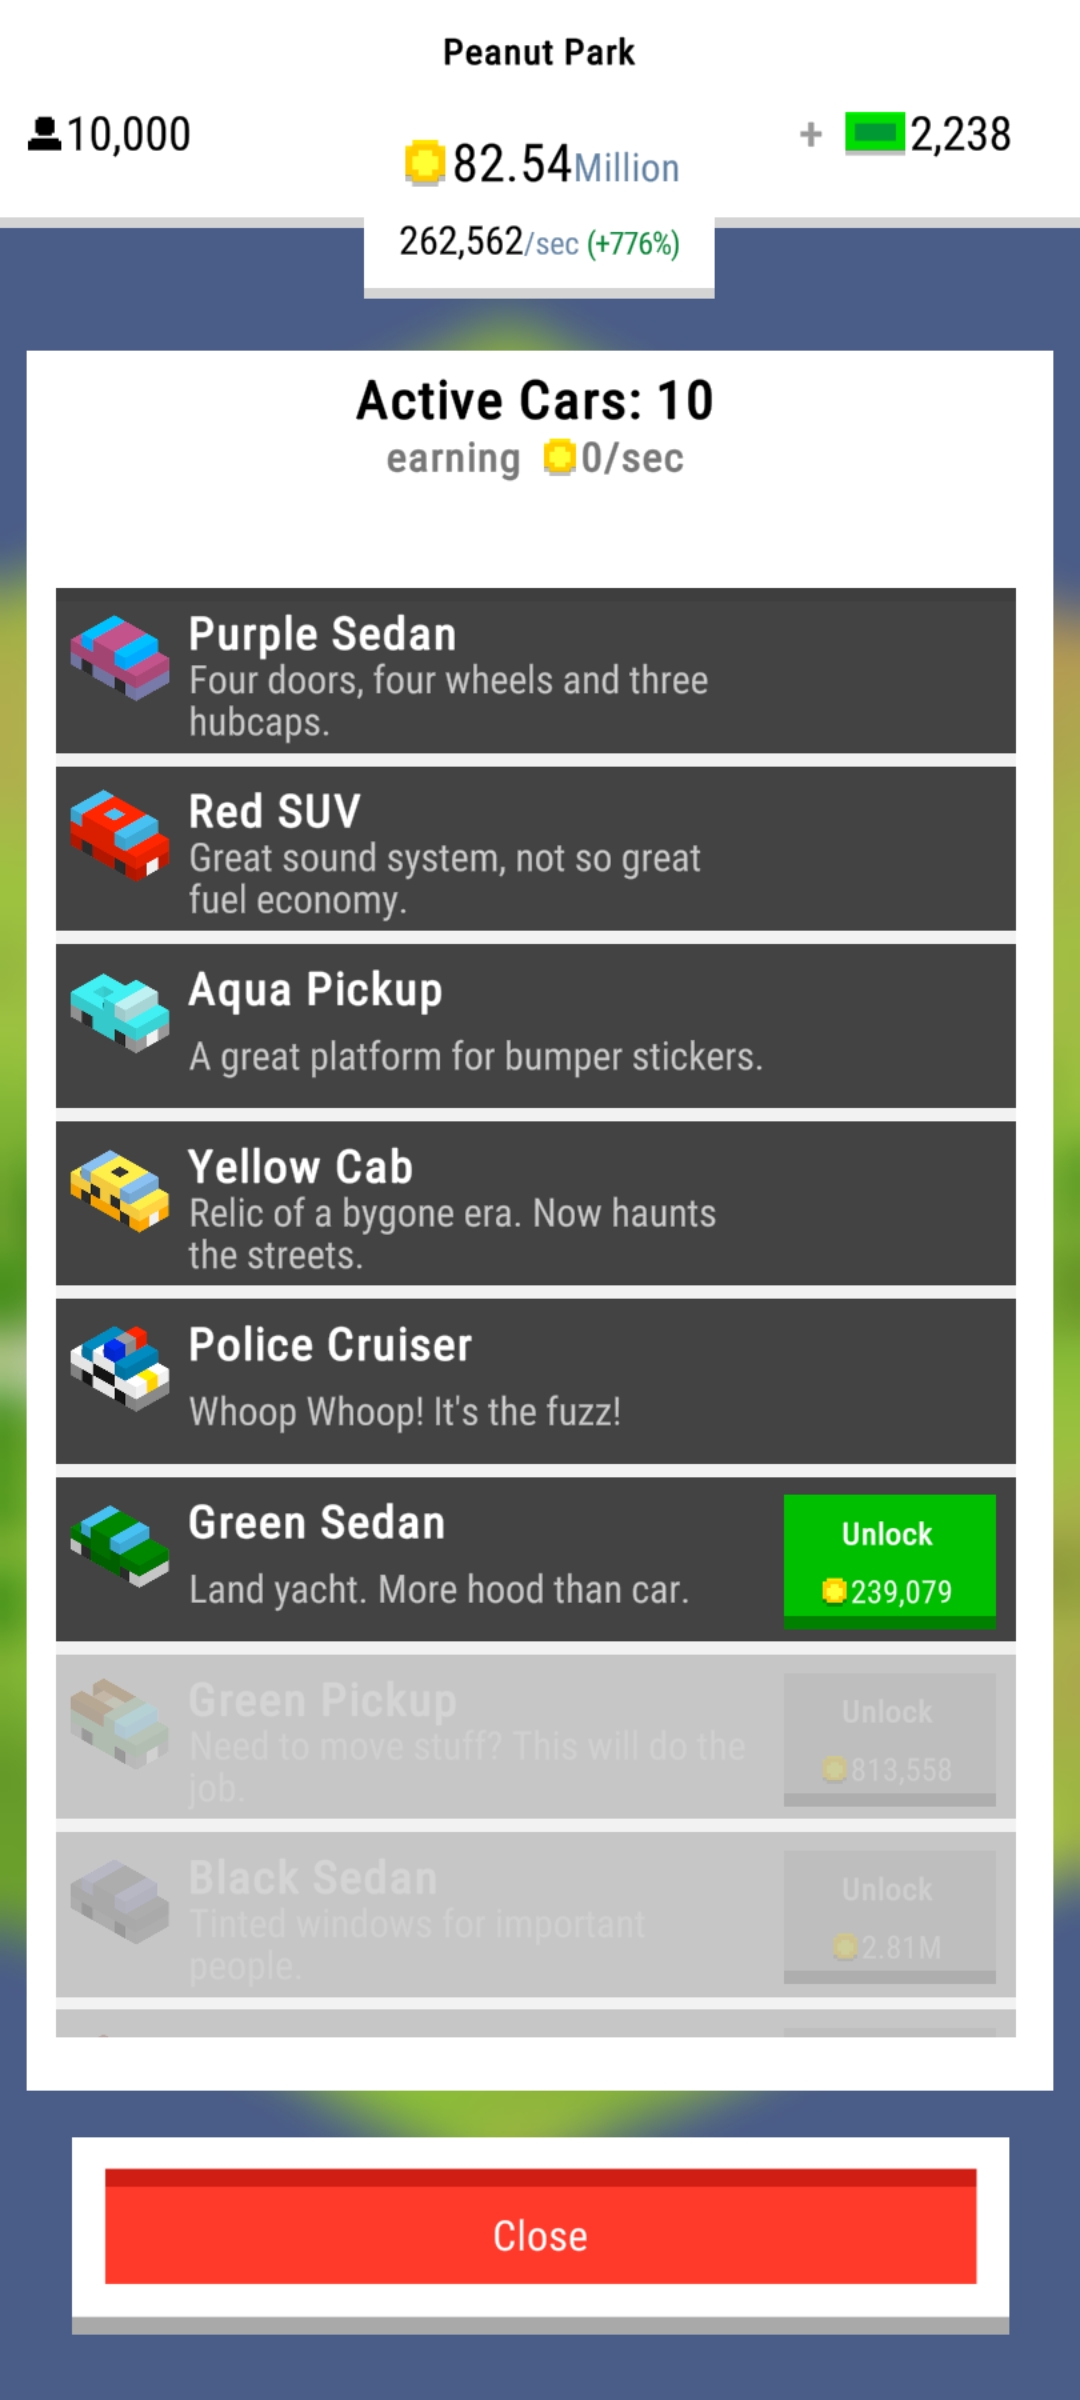 Peanut Park
10,000
82.54Million
+ 2,238
262,562/sec (+776%)
Active Cars: 10
earning 0/sec
Purple Sedan
Four doors, four wheels and three
hubcaps.
Red SUV
Great sound system, not so great
fuel economy.
Aqua Pickup
A great platform for bumper stickers.
Yellow Cab
Relic of a bygone era. Now haunts
the streets.
Police Cruiser
Whoop Whoop! It's the fuzz!
Green Sedan
Land yacht. More hood than car.
Unlock
239,079
Green Pickup
Need to move stuff? This will do the
job.
Unlock
813,558
Black Sedan
Tinted windows for important
people.
Unlock
2.81M
Close